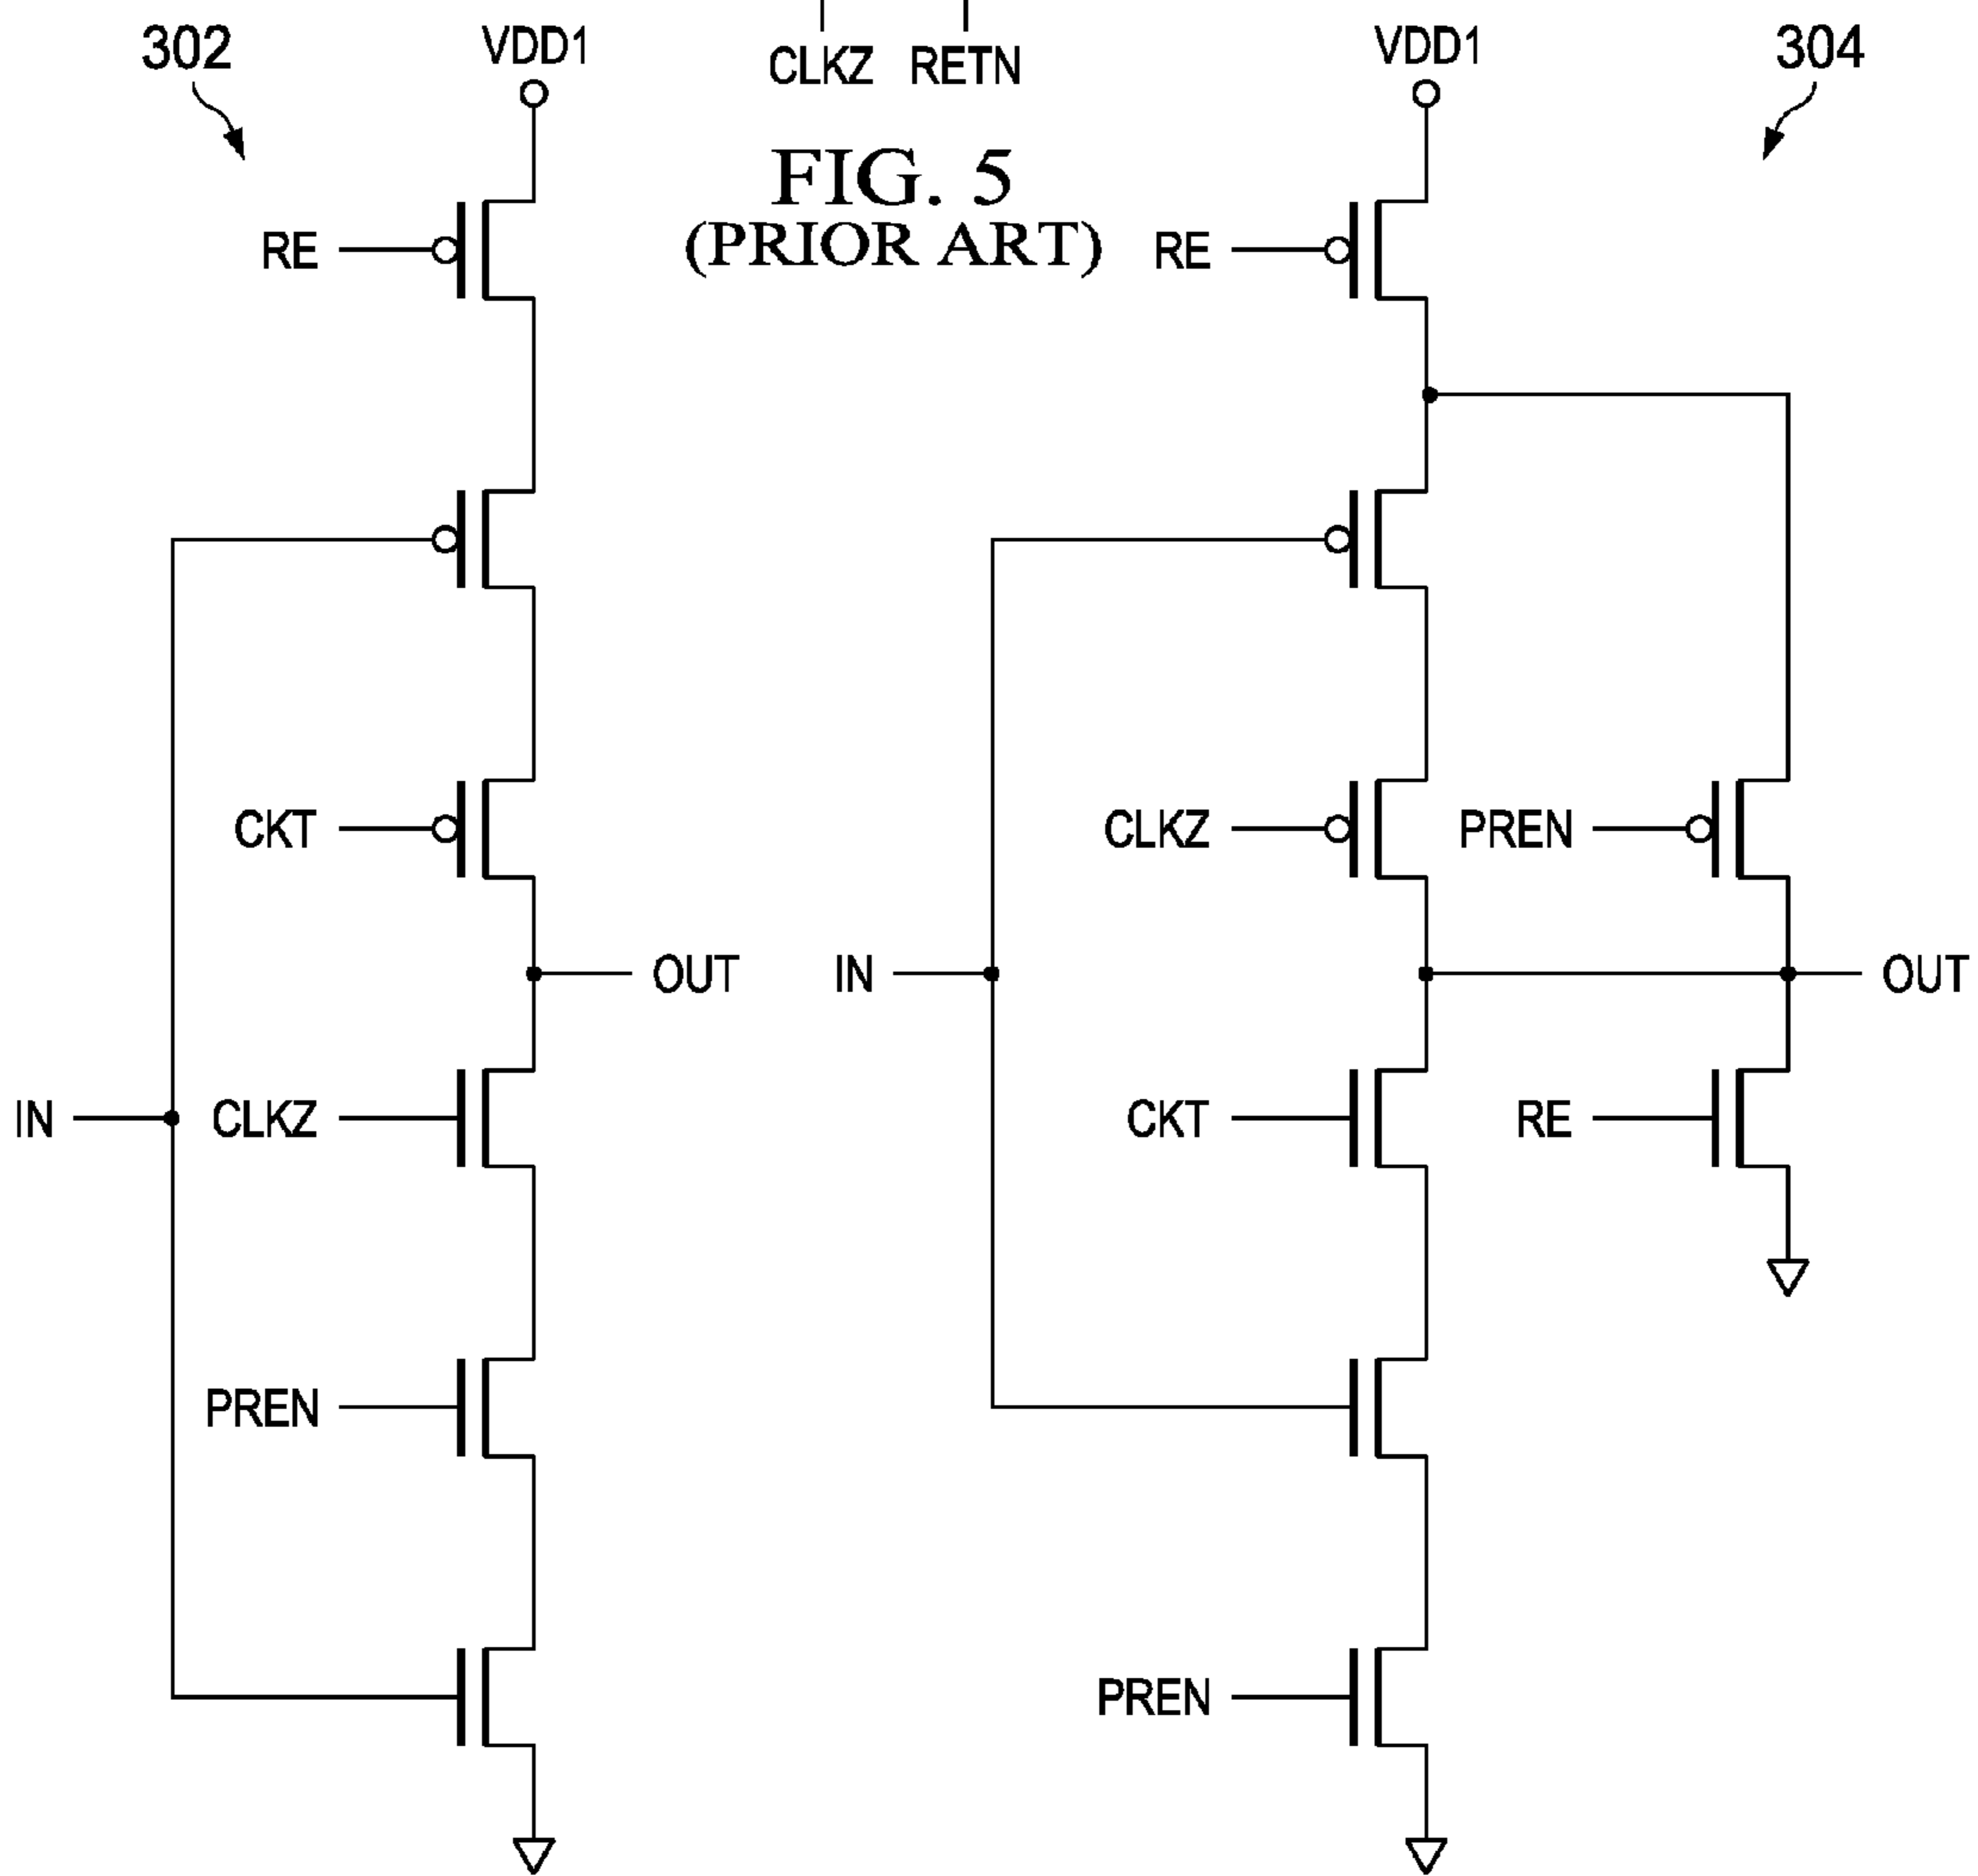 302
VDD1
CLKZ RETN
VDD1
304
FIG. 5
(PRIOR ART)
RE
RE
CKT
CLKZ
PREN
OUT
IN
OUT
IN
CLKZ
CKT
RE
PREN
PREN